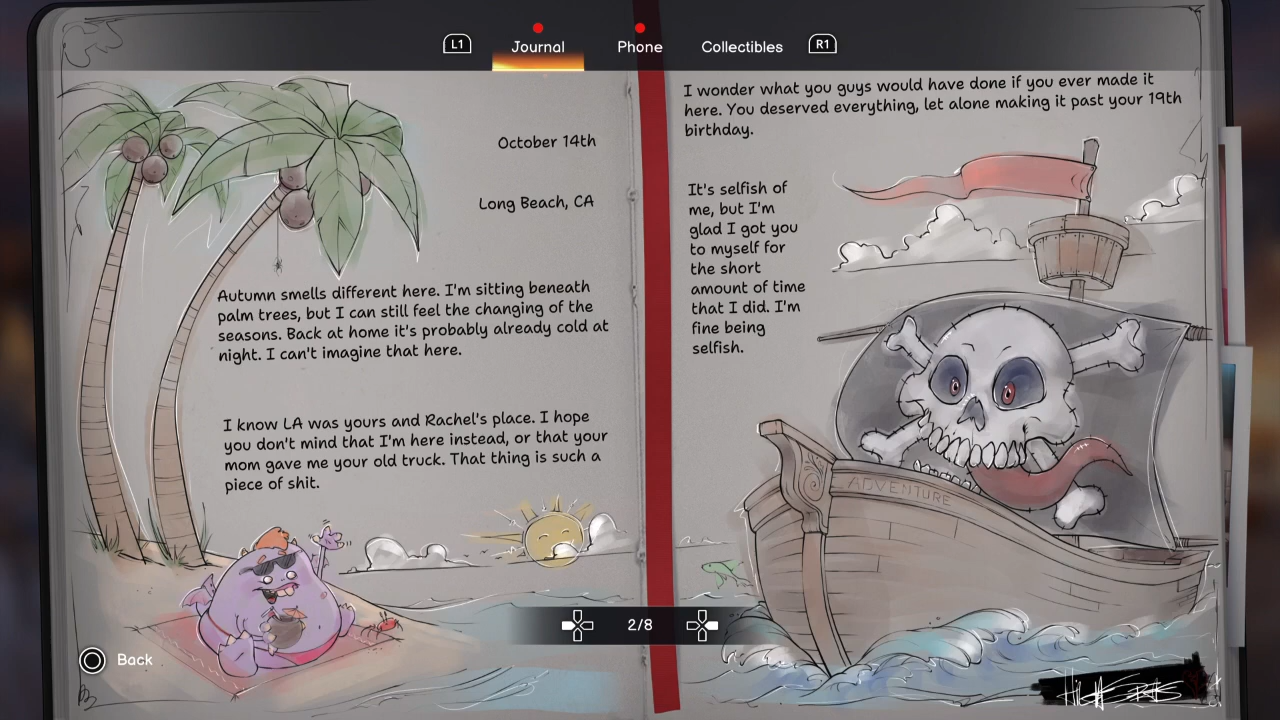 L1
Journal
Phone
Collectibles
R1
October 14th
Long Beach, CA
Autumn smells different here. I'm sitting beneath
palm trees, but I can still feel the changing of the
seasons. Back at home it's probably already cold at
night. I can't imagine that here.
I know LA was yours and Rachel's place. I hope
you don't mind that I'm here instead, or that your
mom gave me your old truck. That thing is such a
piece of shit.
I wonder what you guys would have done if you ever made it
here. You deserved everything, let alone making it past your 19th
birthday.
It's selfish of
me, but I'm
glad I got you
to myself for
the short
amount of time
that I did. I'm
fine being
selfish.
ADVENTURE
2/8
Back